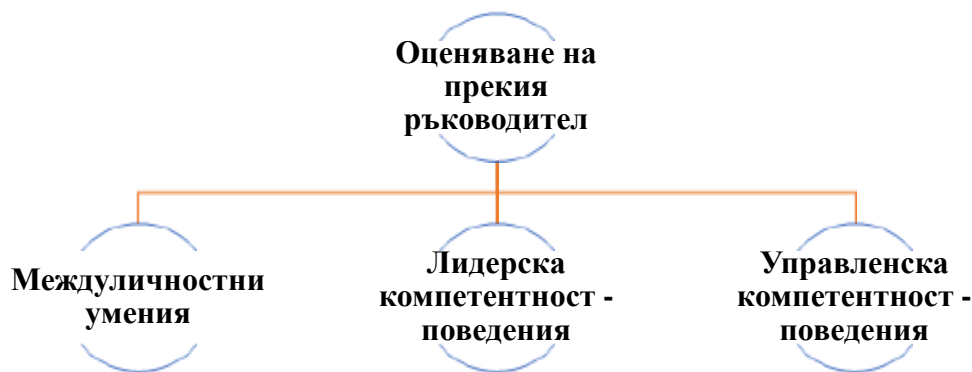 Оценяване на
прекия
ръководител
Междуличностни
умения
Лидерска
компетентност -
поведения
Управленска
компетентност -
поведения